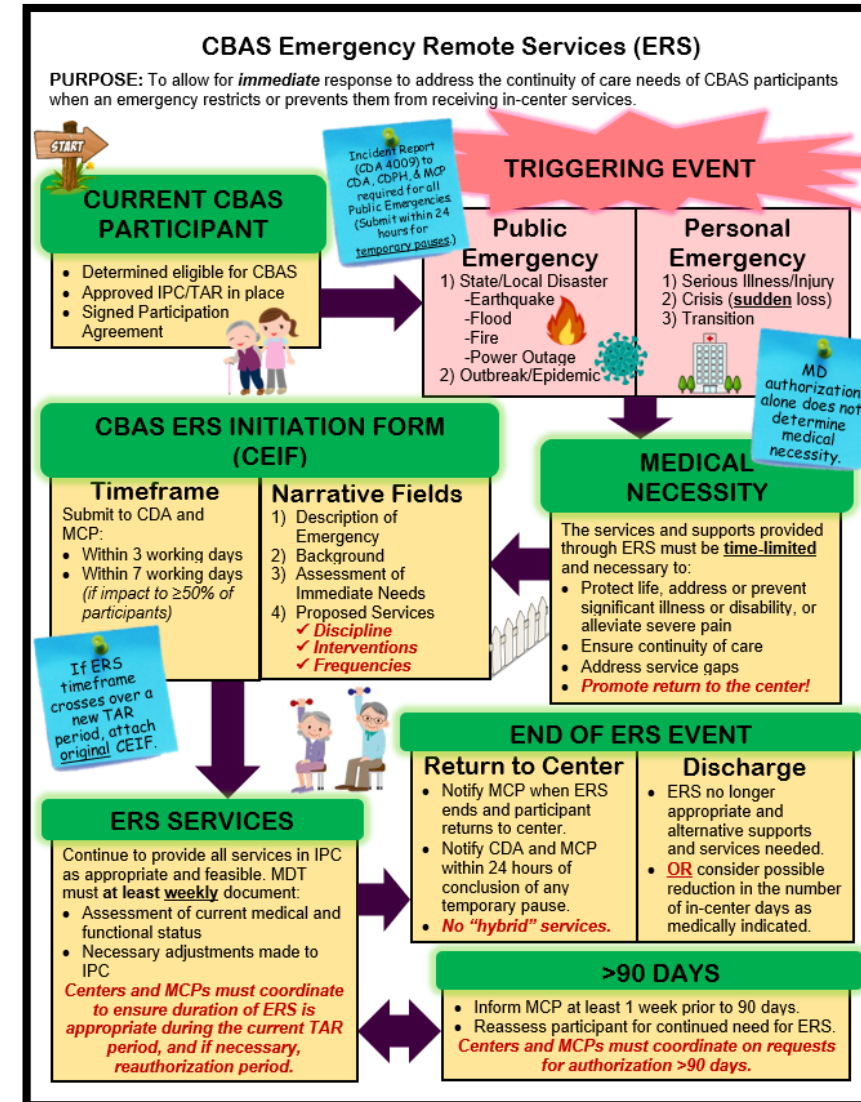 CBAS Emergency Remote Services (ERS)
PURPOSE: To allow for immediate response to address the continuity of care needs of CBAS participants
when an emergency restricts or prevents them from receiving in-center services.
START
CURRENT CBAS
PARTICIPANT
• Determined eligible for CBAS
• Approved IPC/TAR in place
• Signed Participation
Agreement
Incident Report
(CDA 4009) to
CDA, CDPH, & MCP
required for all
Public Emergencies.
(Submit within 24
hours for
temporary pauses.)
TRIGGERING EVENT
Public
Emergency
1) State/Local Disaster
-Earthquake
-Flood
-Fire
-Power Outage
2) Outbreak/Epidemic
Personal
Emergency
1) Serious Illness/Injury
2) Crisis (sudden loss)
3) Transition
MD
authorization
alone does not
determine
medical
necessity.
MEDICAL
NECESSITY
The services and supports provided
through ERS must be time-limited
and necessary to:
• Protect life, address or prevent
significant illness or disability, or
alleviate severe pain
• Ensure continuity of care
• Address service gaps
• Promote return to the center!
CBAS ERS INITIATION FORM
(CEIF)
Timeframe
Submit to CDA and
MCP:
• Within 3 working days
• Within 7 working days
(if impact to ≥50% of
participants)
Narrative Fields
1) Description of
Emergency
2) Background
3) Assessment of
Immediate Needs
4) Proposed Services
✓ Discipline
✓ Interventions
✓ Frequencies
If ERS
timeframe
crosses over a
new TAR
period, attach
original CEIF.
ERS SERVICES
Continue to provide all services in IPC
as appropriate and feasible. MDT
must at least weekly document:
• Assessment of current medical and
functional status
• Necessary adjustments made to
IPC
Centers and MCPs must coordinate
to ensure duration of ERS is
appropriate during the current TAR
period, and if necessary,
reauthorization period.
END OF ERS EVENT
Return to Center
• Notify MCP when ERS
ends and participant
returns to center.
• Notify CDA and MCP
within 24 hours of
conclusion of any
temporary pause.
• No “hybrid” services.
Discharge
• ERS no longer
appropriate and
alternative supports
and services needed.
• OR consider possible
reduction in the number
of in-center days as
medically indicated.
>90 DAYS
• Inform MCP at least 1 week prior to 90 days.
• Reassess participant for continued need for ERS.
Centers and MCPs must coordinate on requests
for authorization >90 days.